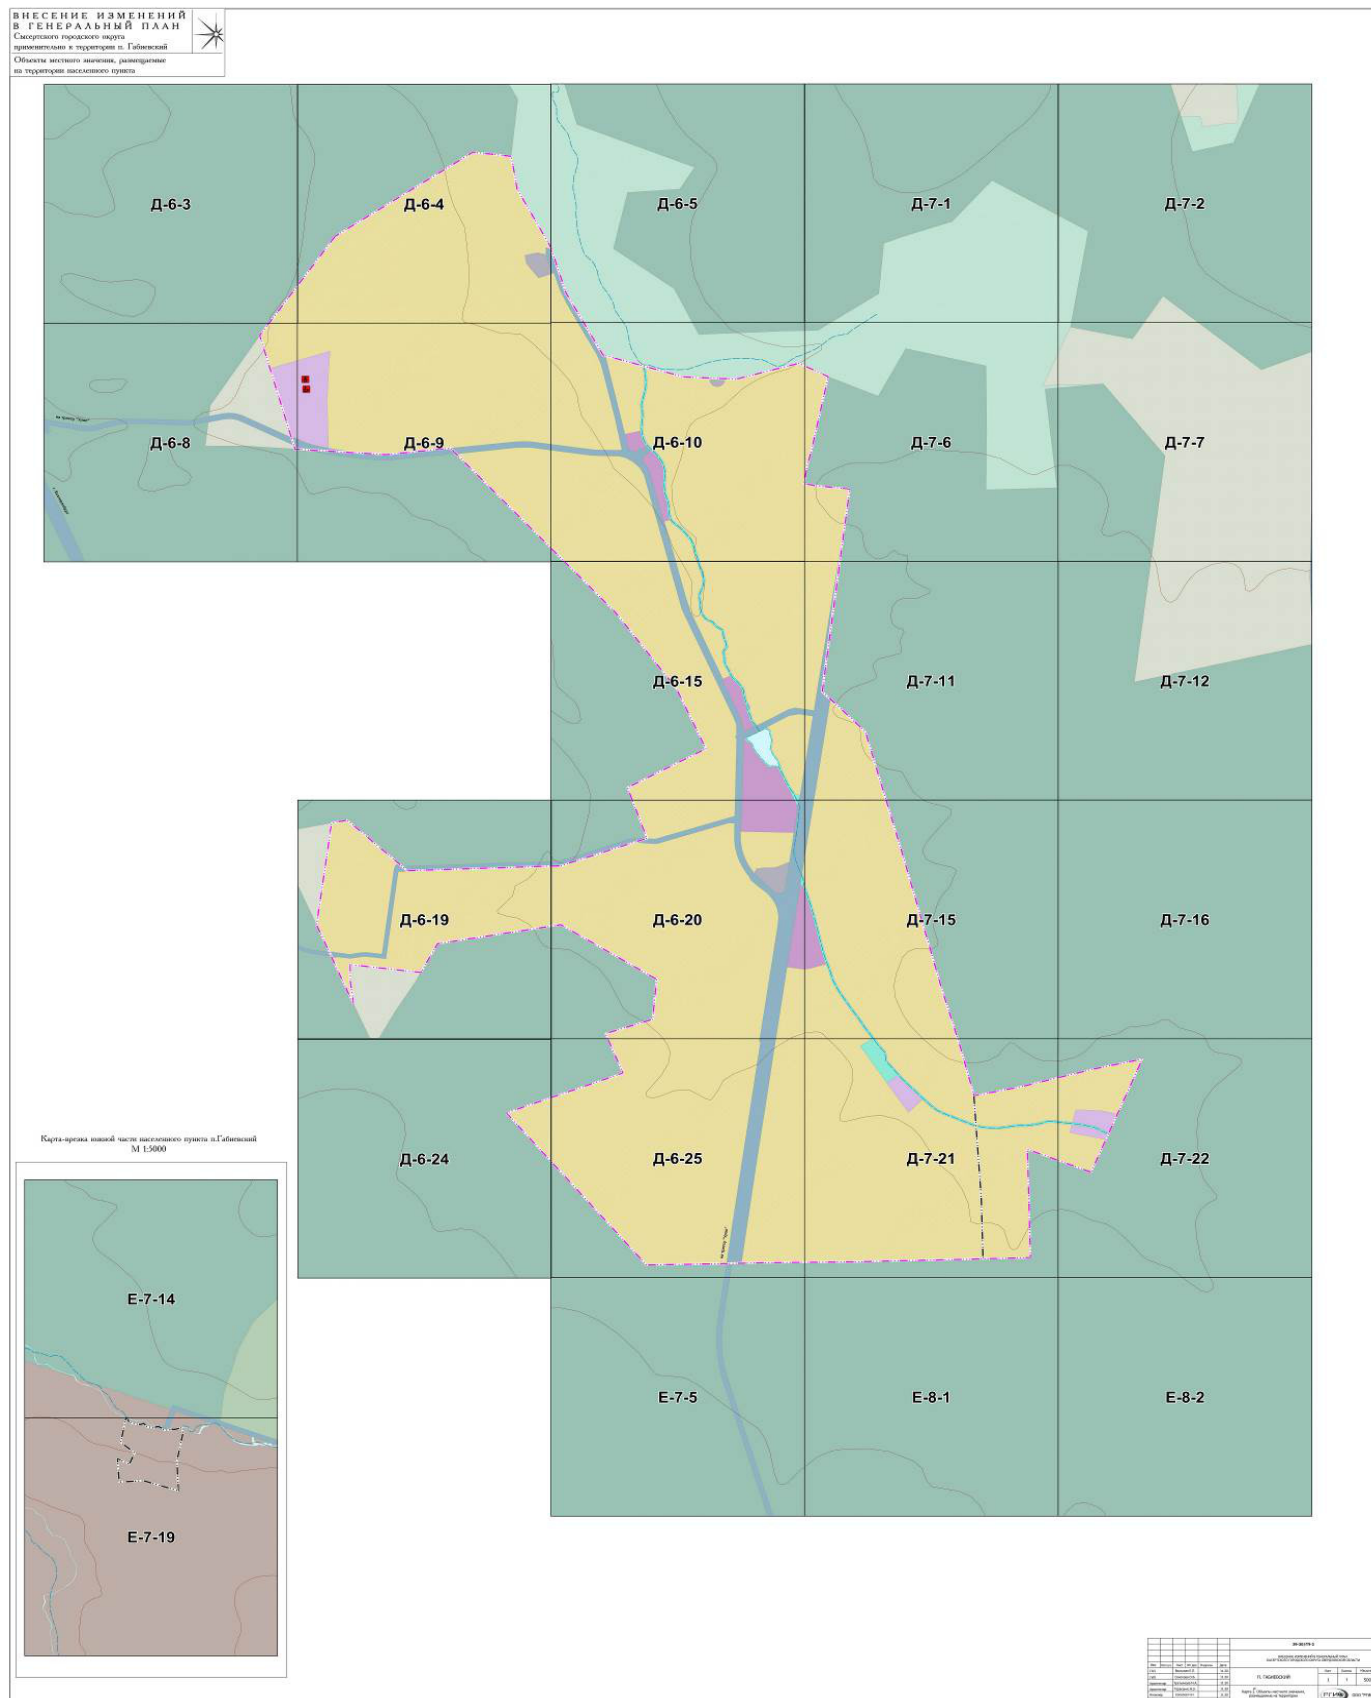 ВНЕСЕНИЕ ИЗМЕНЕНИЙ
В ГЕНЕРАЛЬНЫЙ ПЛАН
Сысертского городского округа
применительно к территории п. Габиевский
Объекты местного значения, размещаемые
на территории населенного пункта
Д-6-3
Д-6-4
Д-6-5
Д-7-1
Д-7-2
Д-6-8
Д-6-9
Д-6-10
Д-7-6
Д-7-7
Д-6-15
Д-7-11
Д-7-12
Д-6-19
Д-6-20
Д-7-15
Д-7-16
Д-6-24
Д-6-25
Д-7-21
Д-7-22
Е-7-5
Е-8-1
Е-8-2
Карта-врезка южной части населенного пункта п.Габиевский
М 1:5000
Е-7-14
Е-7-19
П. ГАБИЕВСКИЙ